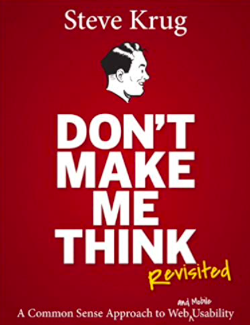 Steve Krug
DON'T
MAKE
ME
THINK
Revisited
and Mobile
A Common Sense Approach to Web Usability